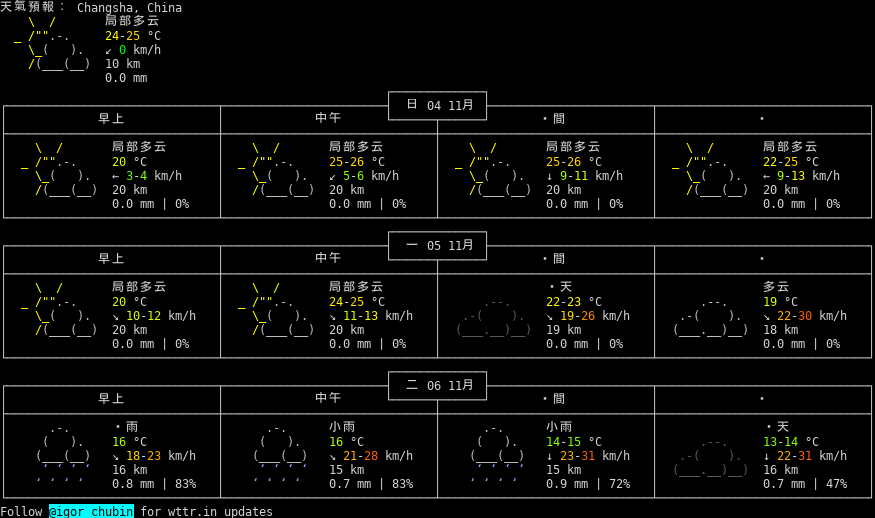 天氣預報： Changsha, China
局部多云
24-25 °C
↙ 0 km/h
10 km
0.0 mm
日 04 11月
早上 中午 ·間 ·
局部多云 局部多云 局部多云 局部多云
20 °C 25-26 °C 25-26 °C 22-25 °C
← 3-4 km/h ↙ 5-6 km/h ↓ 9-11 km/h ← 9-13 km/h
20 km 20 km 20 km 20 km
0.0 mm | 0% 0.0 mm | 0% 0.0 mm | 0% 0.0 mm | 0%
一 05 11月
早上 中午 ·間 ·
局部多云 局部多云 ·天 多云
20 °C 24-25 °C 22-23 °C 19 °C
↘ 10-12 km/h ↘ 11-13 km/h ↘ 19-26 km/h ↘ 22-30 km/h
20 km 20 km 19 km 18 km
0.0 mm | 0% 0.0 mm | 0% 0.0 mm | 0% 0.0 mm | 0%
二 06 11月
早上 中午 ·間 ·
·雨 小雨 小雨 ·天
16 °C 16 °C 14-15 °C 13-14 °C
↘ 18-23 km/h ↘ 21-28 km/h ↓ 23-31 km/h ↓ 22-31 km/h
16 km 15 km 15 km 16 km
0.8 mm | 83% 0.7 mm | 83% 0.9 mm | 72% 0.7 mm | 47%
Follow @igor_chubin for wttr.in updates